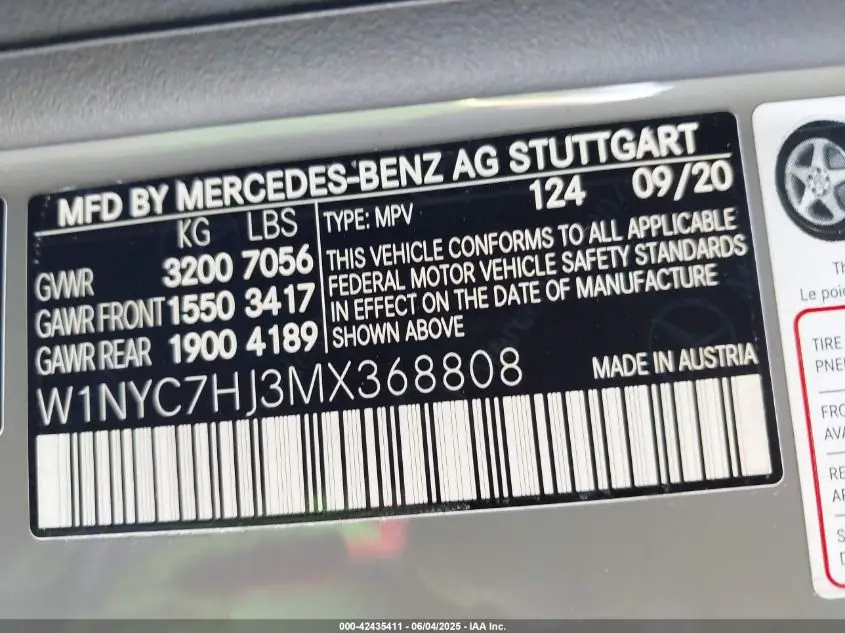 MFD BY MERCEDES-BENZ AG STUTTGART
KG LBS
GVWR 3200 7056
GAWR FRONT 1550 3417
GAWR REAR 1900 4189
TYPE: MPV 124 09/20
THIS VEHICLE CONFORMS TO ALL APPLICABLE
FEDERAL MOTOR VEHICLE SAFETY STANDARDS
IN EFFECT ON THE DATE OF MANUFACTURE
SHOWN ABOVE
W1NYC7HJ3MX368808
MADE IN AUSTRIA
Le
TIRE
000-42435411 - 06/04/2025 - IAA Inc.